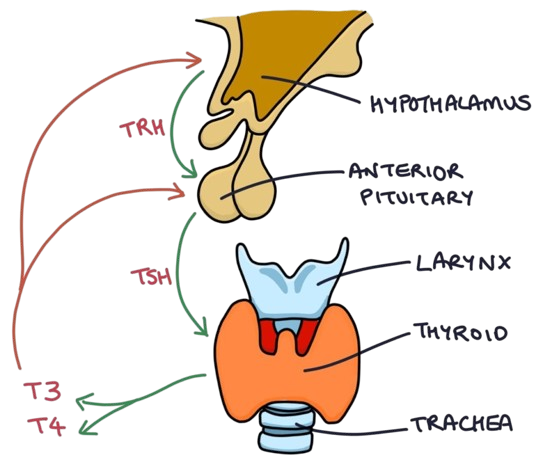 HYPOTHALAMUS
TRH
ANTERIOR
PITUITARY
LARYNX
TSH
THYROID
T3
T4
TRACHEA